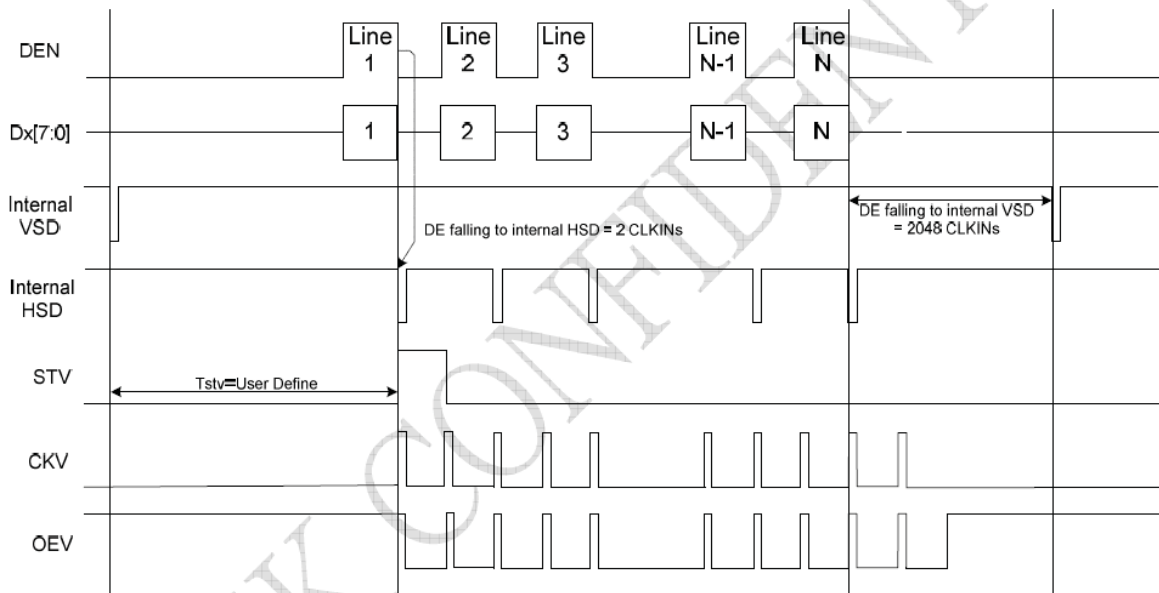 DEN
Line
1
Line
2
Line
3
Line
N-1
Line
N
Dx[7:0]
1
2
3
N-1
N
Internal
VSD
DE falling to internal HSD = 2 CLKINs
DE falling to internal VSD
= 2048 CLKINs
Internal
HSD
STV
Tstv=User Define
CKV
OEV
K CONFIDENT